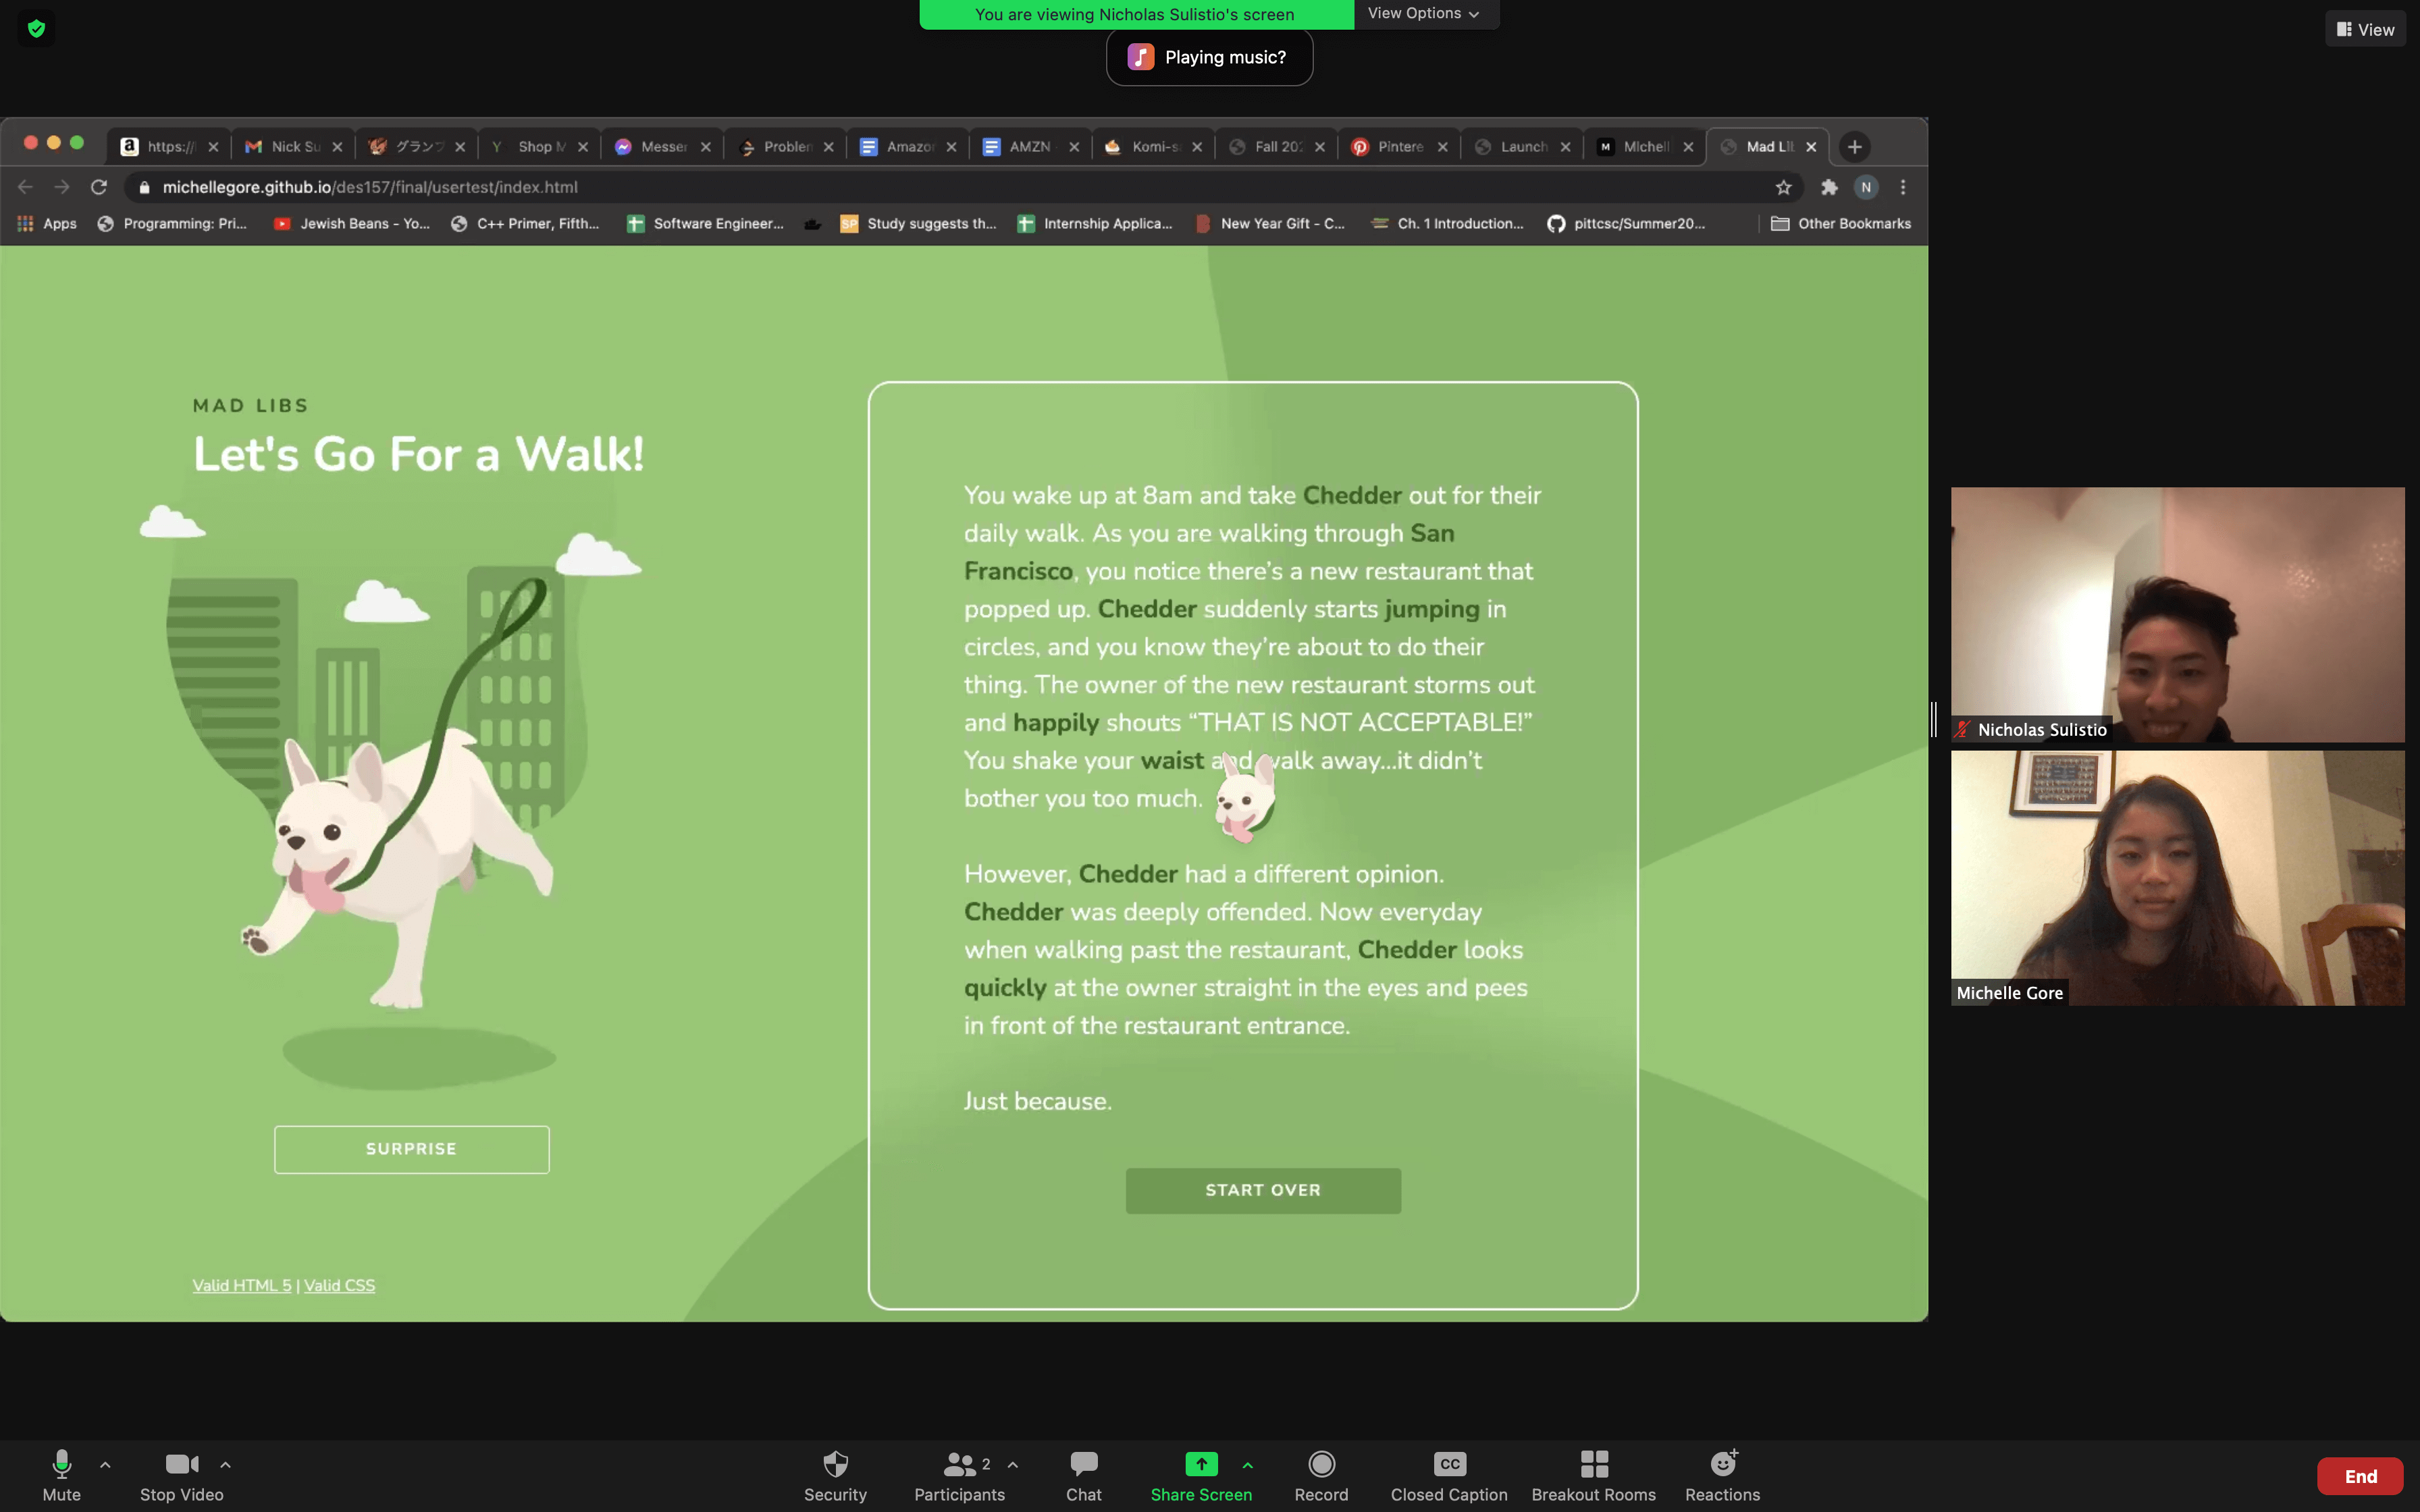 You are viewing Nicholas Sulistio's screen
View Options
View
Playing music?
https://
Nick Su
グランブ
Shop M
Messer
Problem
Amazor
AMZN
Komi-s
Fall 202
Pintere
Launch
Michell
Mad Lib
michellegore.github.io/des157/final/usertest/index.html
N
Apps
Programming: Pri...
Jewish Beans - Yo...
C++ Primer, Fifth...
Software Engineer...
SP
Study suggests th...
Internship Applica...
New Year Gift - C...
Ch. 1 Introduction...
pittcsc/Summer20...
Other Bookmarks
MAD LIBS
Let's Go For a Walk!
SURPRISE
Valid HTML 5 | Valid CSS
You wake up at 8am and take Chedder out for their
daily walk. As you are walking through San
Francisco, you notice there's a new restaurant that
popped up. Chedder suddenly starts jumping in
circles, and you know they're about to do their
thing. The owner of the new restaurant storms out
and happily shouts “THAT IS NOT ACCEPTABLE!”
You shake your waist and walk away...it didn't
bother you too much.
However, Chedder had a different opinion.
Chedder was deeply offended. Now everyday
when walking past the restaurant, Chedder looks
quickly at the owner straight in the eyes and pees
in front of the restaurant entrance.
Just because.
START OVER
Nicholas Sulistio
Michelle Gore
Mute
Stop Video
Security
Participants
2
Chat
Share Screen
Record
CC
Closed Caption
Breakout Rooms
Reactions
End